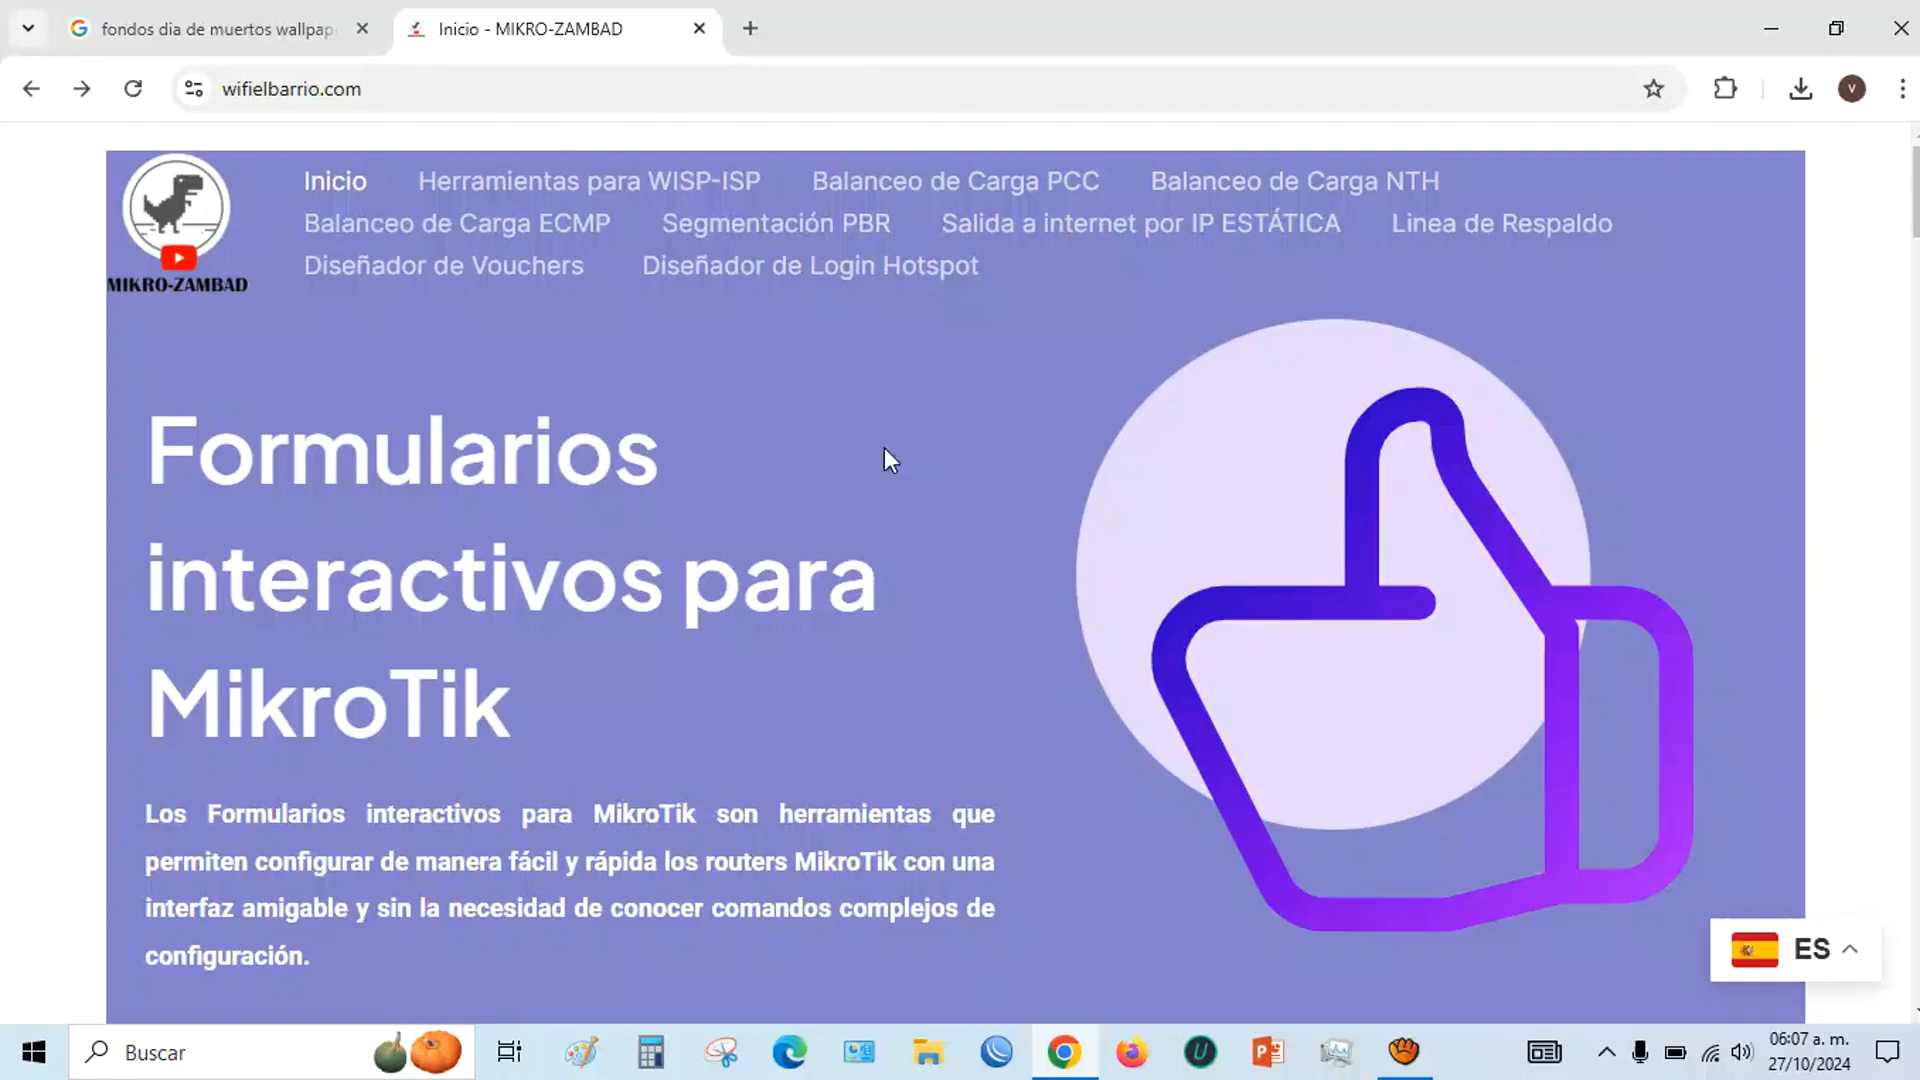 fondos dia de muertos wallpap
Inicio - MIKRO-ZAMBAD
wifielbarrio.com
V
Inicio
Herramientas para WISP-ISP
Balanceo de Carga PCC
Balanceo de Carga NTH
Balanceo de Carga ECMP
Segmentación PBR
Salida a internet por IP ESTÁTICA
Linea de Respaldo
Diseñador de Vouchers
Diseñador de Login Hotspot
MIKRO-ZAMBAD
Formularios
interactivos para
MikroTik
Los Formularios interactivos para MikroTik son herramientas que
permiten configurar de manera fácil y rápida los routers MikroTik con una
interfaz amigable y sin la necesidad de conocer comandos complejos de
configuración.
ES
Buscar
06:07 a. m.
27/10/2024